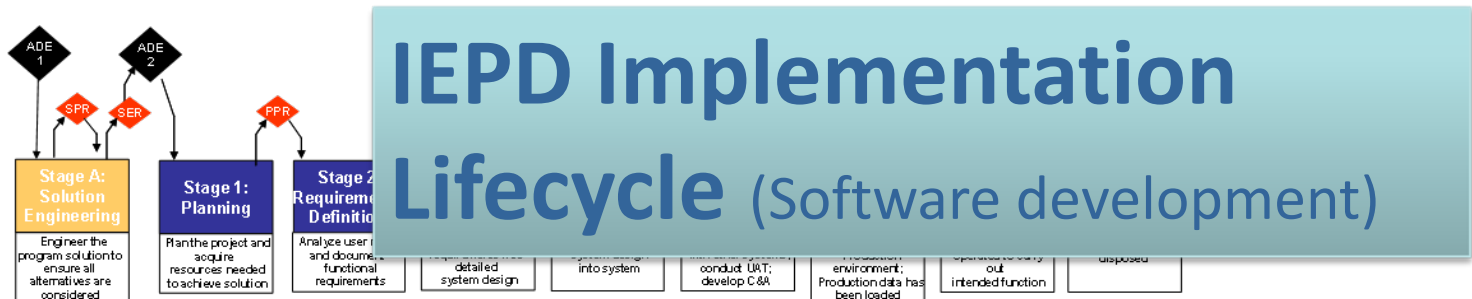 IEPD Implementation
Lifecycle (Software development)
ADE
1
ADE
2
SPR
SER
PPR
Stage A:
Solution
Engineering
Engineer the
program solution to
ensure all
alternatives are
considered
Stage 1:
Planning
Plan the project and
acquire
resources needed
to achieve solution
Stage 2
Definitio
Analyze user
and document
functional
requirements
detailed
system design
into system
conduct UAT;
develop C&A
environment;
Production data has
been loaded
out
intended function
disposed